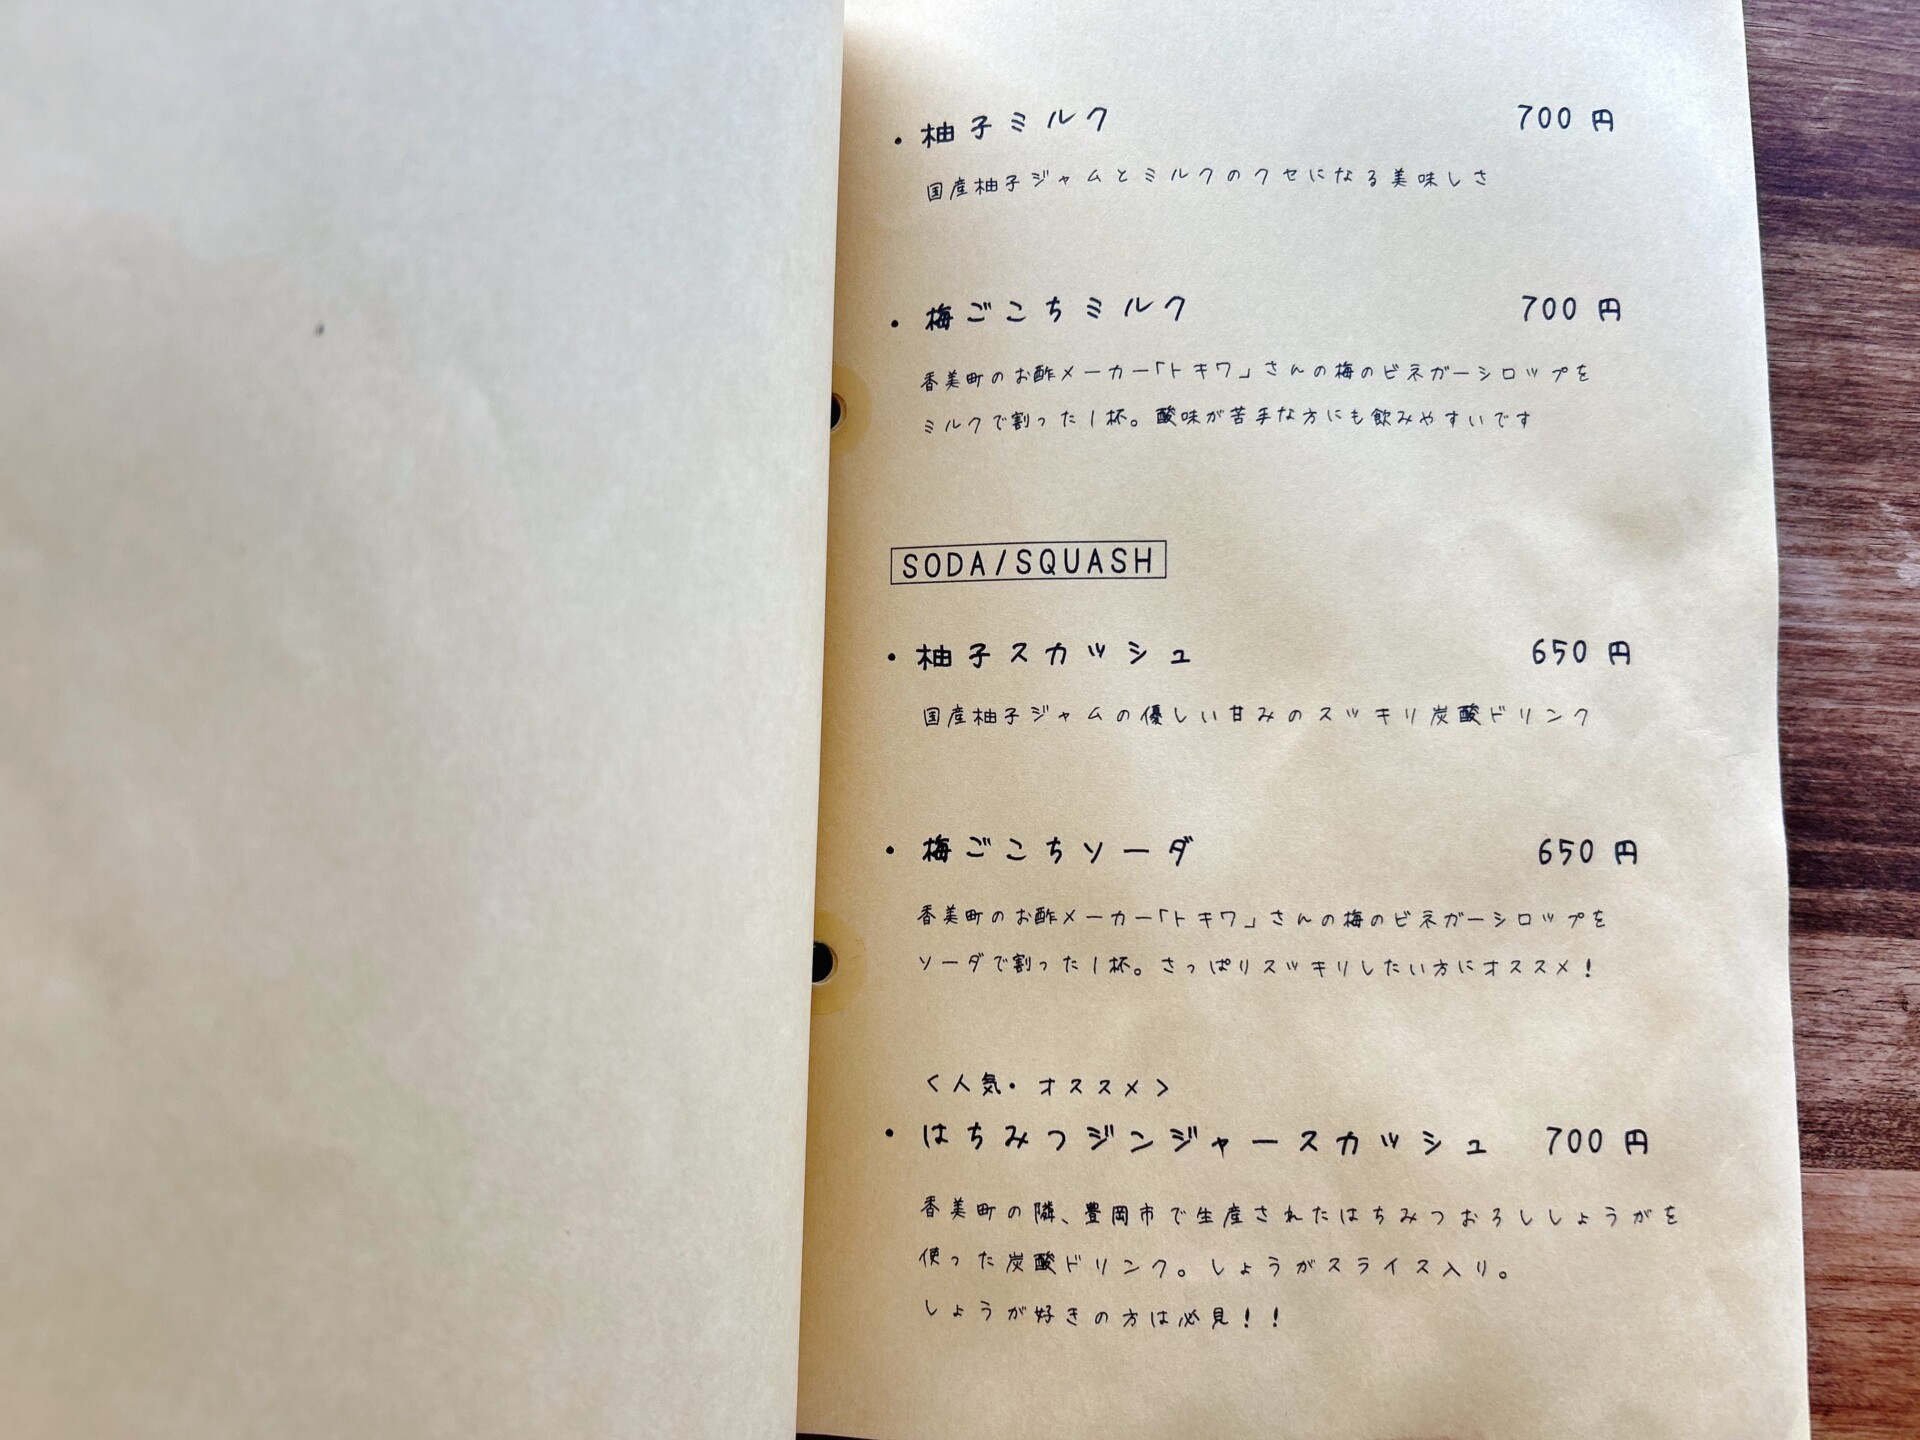 ・柚子ミルク 700円
国産柚子ジャムとミルクのクセになる美味しさ
・梅ごこちミルク 700円
香美町のお酢メーカー「トキワ」さんの梅のビネガーシロップを
ミルクで割った1杯。酸味が苦手な方にも飲みやすいです
SODA/SQUASH
・柚子スカッシュ 650円
国産柚子ジャムの優しい甘みのスッキリ炭酸ドリンク
・梅ごこちソーダ 650円
香美町のお酢メーカー「トキワ」さんの梅のビネガーシロップを
ソーダで割った1杯。さっぱりスッキリしたい方にオススメ!
<人気・オススメ>
・はちみつジンジャースカッシュ 700円
香美町の隣、豊岡市で生産されたはちみつおろししょうがを
使った炭酸ドリンク。しょうがスライス入り。
しょうが好きの方は必見!!